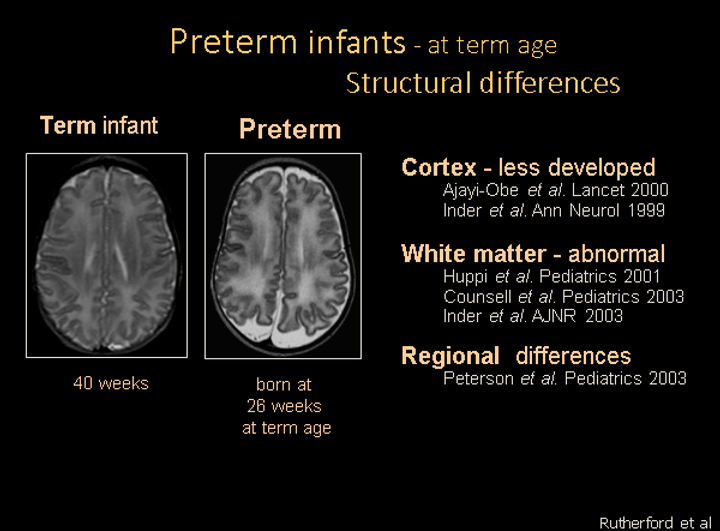 Preterm infants - at term age
Structural differences
Term infant
Preterm
Cortex - less developed
Ajayi-Obe et al. Lancet 2000
Inder et al. Ann Neurol 1999
White matter - abnormal
Huppi et al. Pediatrics 2001
Counsell et al. Pediatrics 2003
Inder et al. AJNR 2003
Regional differences
Peterson et al. Pediatrics 2003
40 weeks
born at
26 weeks
at term age
Rutherford et al